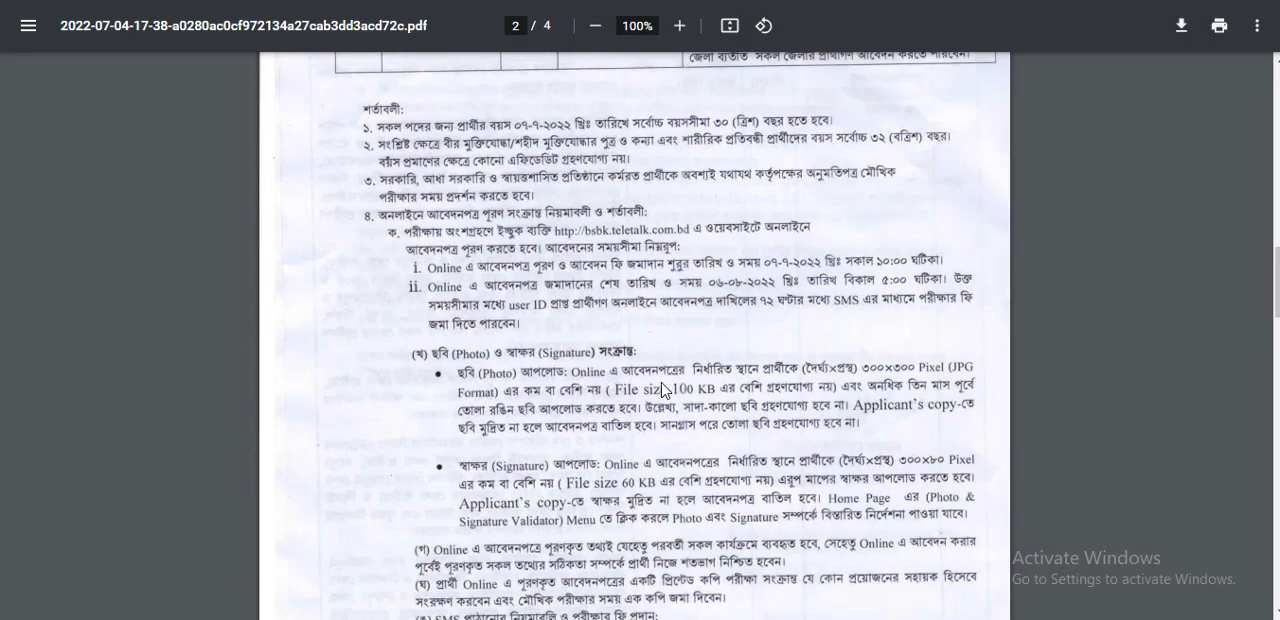 2022-07-04-17-38-a0280ac0cf972134a27cab3dd3acd72c.pdf
2 / 4
100%
জেলা ব্যতীত সকল জেলার প্রার্থীগণ আবেদন করতে পারবেন।
শর্তাবলী:
১. সকল পদের জন্য প্রার্থীর বয়স ০৭-৭-২০২২ খ্রিঃ তারিখে সর্বোচ্চ বয়সসীমা ৩০ (ত্রিশ) বছর হতে হবে।
২. সংশ্লিষ্ট ক্ষেত্রে বীর মুক্তিযোদ্ধা/শহীদ মুক্তিযোদ্ধার পুত্র ও কন্যা এবং শারীরিক প্রতিবন্ধী প্রার্থীদের বয়স সর্বোচ্চ ৩২ (বত্রিশ) বছর।
বয়স প্রমাণের ক্ষেত্রে কোনো এফিডেভিট গ্রহণযোগ্য নয়।
৩. সরকারি, আধা সরকারি ও স্বায়ত্তশাসিত প্রতিষ্ঠানে কর্মরত প্রার্থীকে অবশ্যই যথাযথ কর্তৃপক্ষের অনুমতিপত্র মৌখিক
পরীক্ষার সময় প্রদর্শন করতে হবে।
৪. অনলাইনে আবেদনপত্র পূরণ সংক্রান্ত নিয়মাবলী ও শর্তাবলী:
ক. পরীক্ষায় অংশগ্রহণে ইচ্ছুক ব্যক্তি http://bsbk.teletalk.com.bd এ ওয়েবসাইটে অনলাইনে
আবেদনপত্র পূরণ করতে হবে। আবেদনের সময়সীমা নিম্নরূপ:
i. Online এ আবেদনপত্র পূরণ ও আবেদন ফি জমাদান শুরুর তারিখ ও সময় ০৭-৭-২০২২ খ্রিঃ সকাল ১০:০০ ঘটিকা।
ii. Online এ আবেদনপত্র জমাদানের শেষ তারিখ ও সময় ০৬-০৮-২০২২ খ্রিঃ তারিখ বিকাল ৫:০০ ঘটিকা। উক্ত
সময়সীমার মধ্যে user ID প্রাপ্ত প্রার্থীগণ অনলাইনে আবেদনপত্র দাখিলের ৭২ ঘন্টার মধ্যে SMS এর মাধ্যমে পরীক্ষার ফি
জমা দিতে পারবেন।
(খ) ছবি (Photo) ও স্বাক্ষর (Signature) সংক্রান্ত:
• ছবি (Photo) আপলোড: Online এ আবেদনপত্রের নির্ধারিত স্থানে প্রার্থীকে (দৈর্ঘ্য×প্রস্থ) ৩০০×৩০০ Pixel (JPG
Format) এর কম বা বেশি নয় ( File size 100 KB এর বেশি গ্রহণযোগ্য নয়) এবং অনধিক তিন মাস পূর্বে
তোলা রঙিন ছবি আপলোড করতে হবে। উল্লেখ্য, সাদা-কালো ছবি গ্রহণযোগ্য হবে না। Applicant's copy-তে
ছবি মুদ্রিত না হলে আবেদনপত্র বাতিল হবে। সানগ্লাস পরে তোলা ছবি গ্রহণযোগ্য হবে না।
• স্বাক্ষর (Signature) আপলোড: Online এ আবেদনপত্রের নির্ধারিত স্থানে প্রার্থীকে (দৈর্ঘ্য×প্রস্থ) ৩০০×৮০ Pixel
এর কম বা বেশি নয় ( File size 60 KB এর বেশি গ্রহণযোগ্য নয়) এরূপ মাপের স্বাক্ষর আপলোড করতে হবে।
Applicant's copy-তে স্বাক্ষর মুদ্রিত না হলে আবেদনপত্র বাতিল হবে। Home Page এর (Photo &
Signature Validator) Menu তে ক্লিক করলে Photo এবং Signature সম্পর্কে বিস্তারিত নির্দেশনা পাওয়া যাবে।
(গ) Online এ আবেদনপত্রে পূরণকৃত তথ্যই যেহেতু পরবর্তী সকল কার্যক্রমে ব্যবহৃত হবে, সেহেতু Online এ আবেদন করার
পূর্বেই পূরণকৃত সকল তথ্যের সঠিকতা সম্পর্কে প্রার্থী নিজে শতভাগ নিশ্চিত হবেন।
(ঘ) প্রার্থী Online এ পূরণকৃত আবেদনপত্রের একটি প্রিন্টেড কপি পরীক্ষা সংক্রান্ত যে কোন প্রয়োজনের সহায়ক হিসেবে
সংরক্ষণ করবেন এবং মৌখিক পরীক্ষার সময় এক কপি জমা দিবেন।
(ঙ) SMS পাঠানোর নিয়মাবলি ও পরীক্ষার ফি প্রদান:
Activate Windows
Go to Settings to activate Windows.